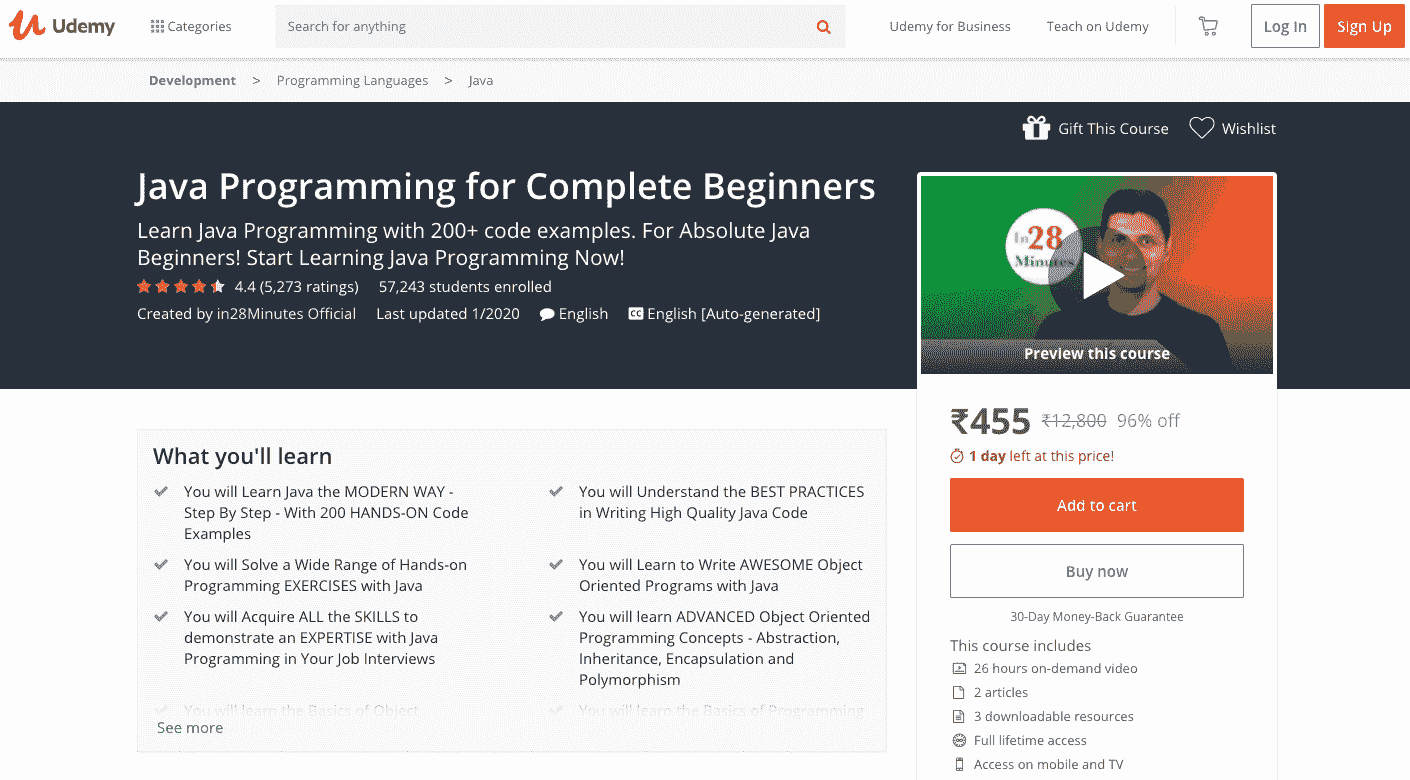 Udemy
Categories
Search for anything
Udemy for Business
Teach on Udemy
Log In
Sign Up
Development > Programming Languages > Java
Gift This Course
Wishlist
Java Programming for Complete Beginners
Learn Java Programming with 200+ code examples. For Absolute Java
Beginners! Start Learning Java Programming Now!
4.4 (5,273 ratings) 57,243 students enrolled
Created by in28Minutes Official Last updated 1/2020 English CC English [Auto-generated]
In
28
Minutes
Preview this course
₹455 ₹12,800 96% off
1 day left at this price!
Add to cart
Buy now
30-Day Money-Back Guarantee
This course includes
26 hours on-demand video
2 articles
3 downloadable resources
Full lifetime access
Access on mobile and TV
What you'll learn
You will Learn Java the MODERN WAY -
Step By Step - With 200 HANDS-ON Code
Examples
You will Understand the BEST PRACTICES
in Writing High Quality Java Code
You will Solve a Wide Range of Hands-on
Programming EXERCISES with Java
You will Learn to Write AWESOME Object
Oriented Programs with Java
You will Acquire ALL the SKILLS to
demonstrate an EXPERTISE with Java
Programming in Your Job Interviews
You will learn ADVANCED Object Oriented
Programming Concepts - Abstraction,
Inheritance, Encapsulation and
Polymorphism
You will learn the Basics of Object
You will learn the Basics of Programming
See more